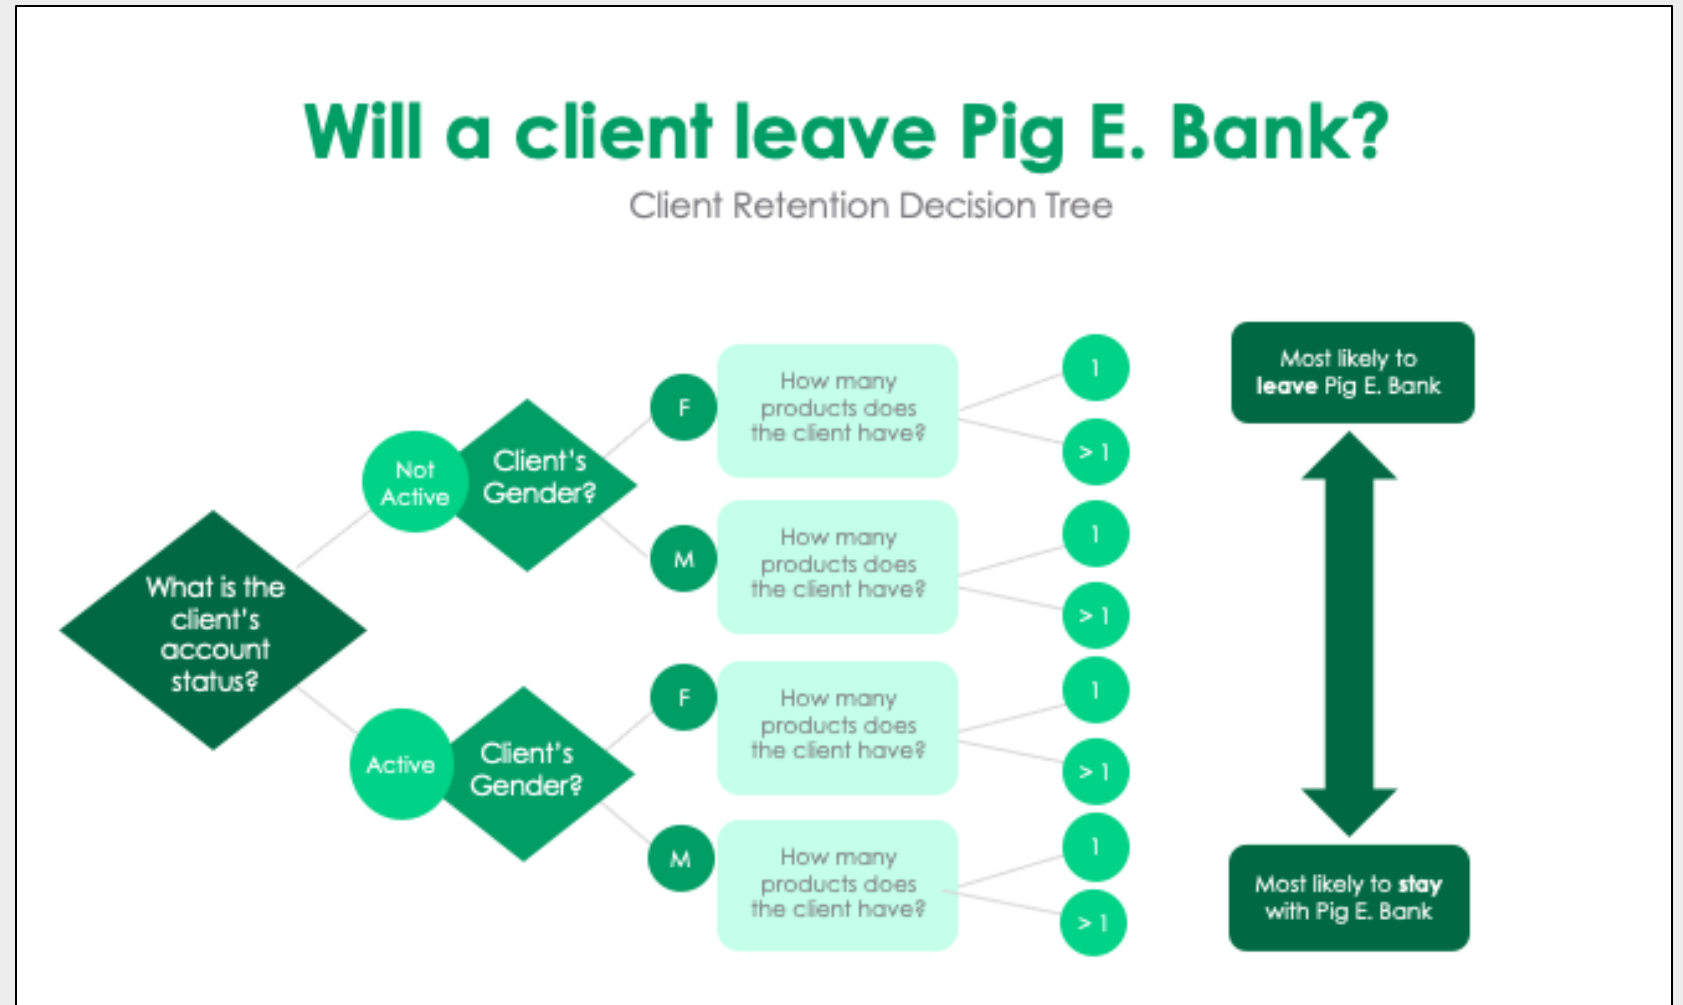 Will a client leave Pig E. Bank?
Client Retention Decision Tree
What is the
client's
account
status?
Not
Active
Client's
Gender?
F
How many
products does
the client have?
1
> 1
M
How many
products does
the client have?
1
> 1
Active
Client's
Gender?
F
How many
products does
the client have?
1
> 1
M
How many
products does
the client have?
1
> 1
Most likely to
leave Pig E. Bank
Most likely to stay
with Pig E. Bank